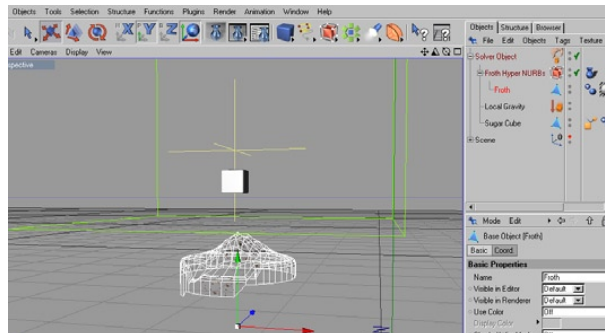 Tools Selection Structure Functions Plugins Render Animation Window Help
Edit Cameras Display View
Objects Structure Browser
File Edit Objects Tags Texture
Solver Object
Froth Hyper NURBs
Froth
Local Gravity
Sugar Cube
Scene
Mode Edit
Base Object [Froth]
Basic Coord.
Basic Properties
Name Froth
Visible in Editor Default
Visible in Renderer Default
Use Color Off
Display Color